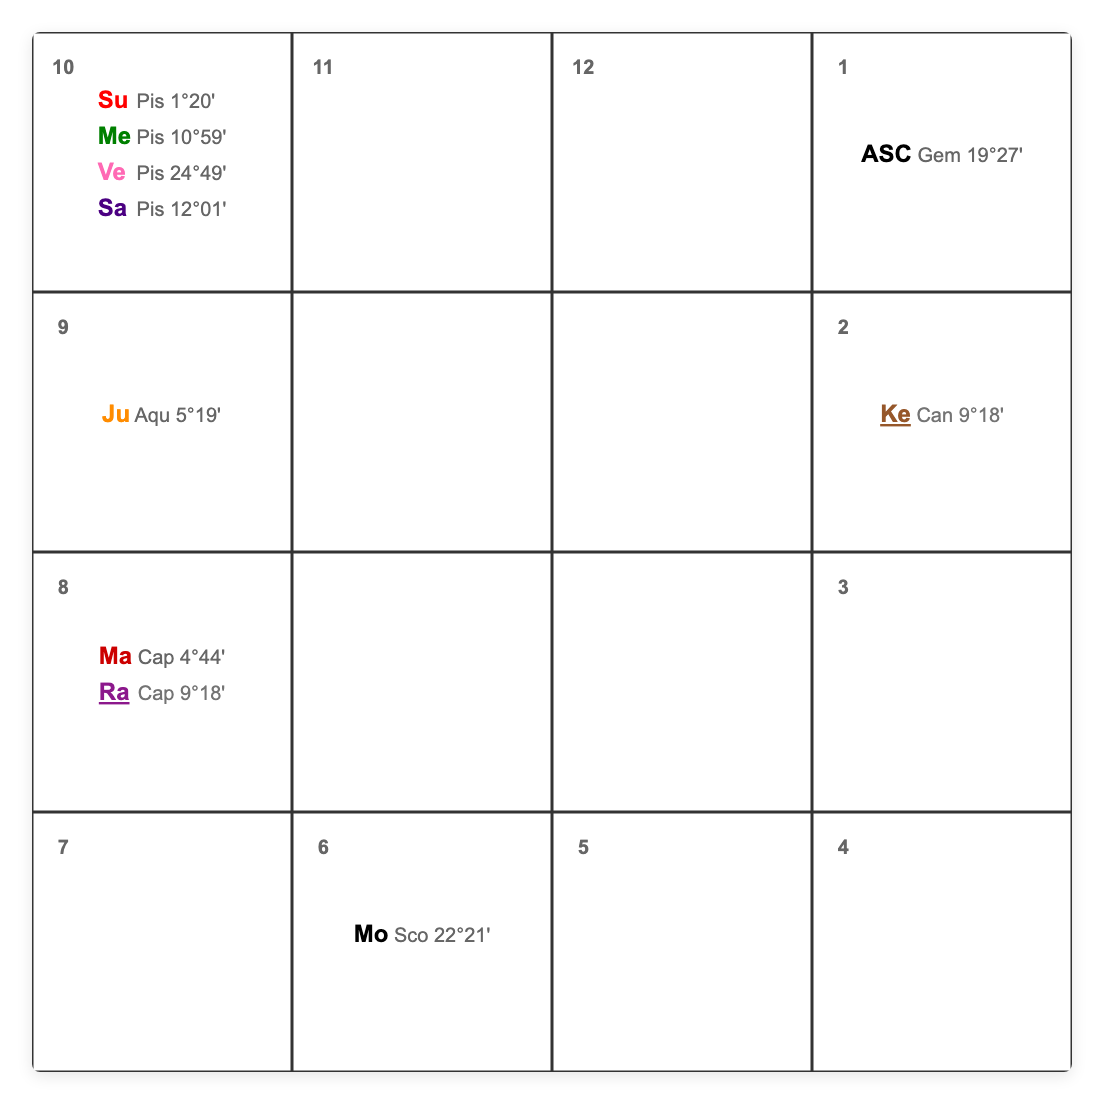 10
Su Pis 1°20'
Me Pis 10°59'
Ve Pis 24°49'
Sa Pis 12°01'
11
12
1
ASC Gem 19°27'
9
Ju Aqu 5°19'
2
Ke Can 9°18'
8
Ma Cap 4°44'
Ra Cap 9°18'
3
7
6
Mo Sco 22°21'
5
4